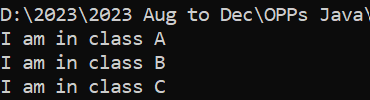 D:\2023\2023 Aug to Dec\OPPs Java\
I am in class A
I am in class B
I am in class C